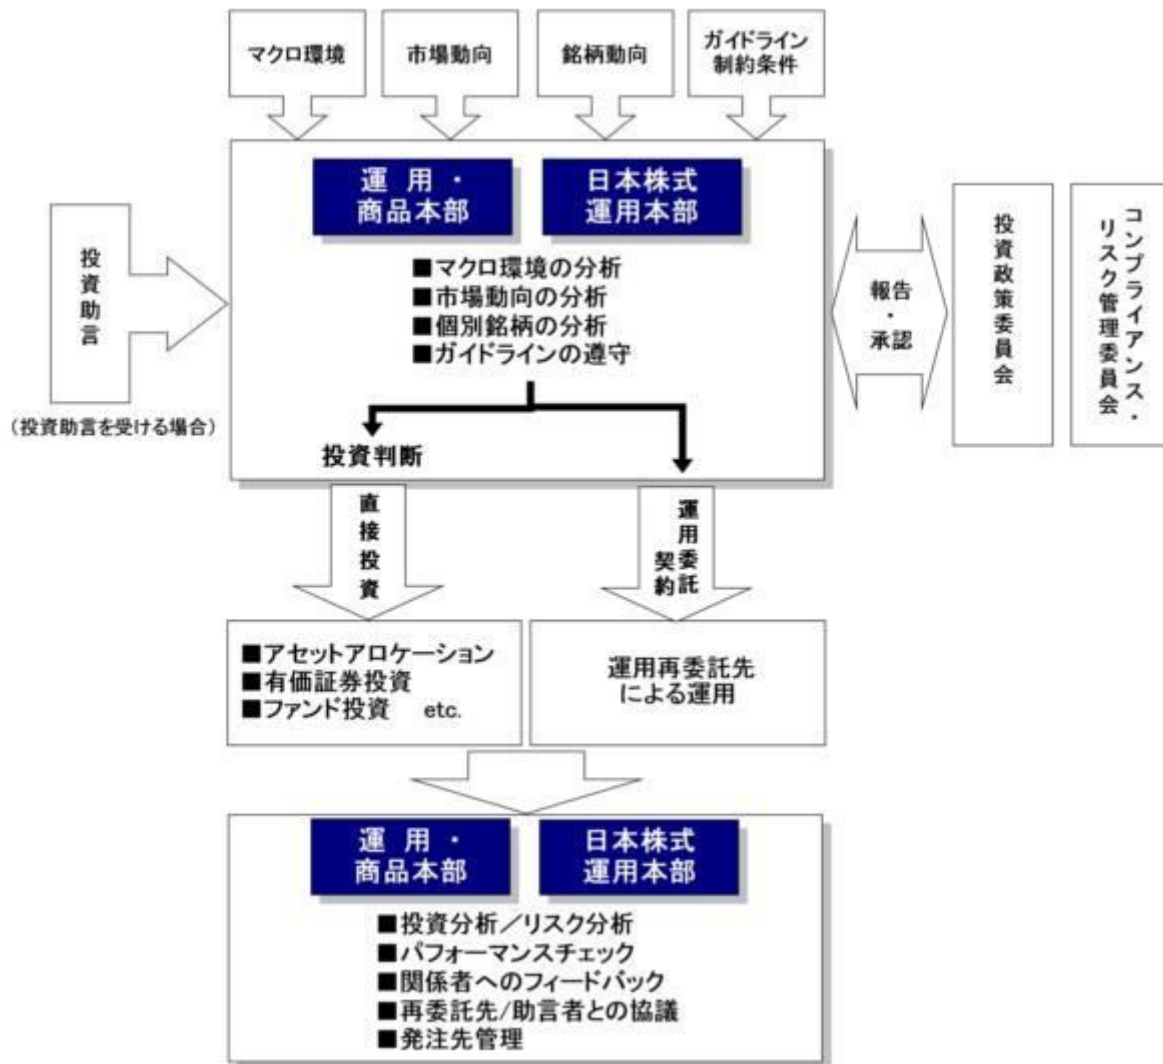 マクロ環境
市場動向
銘柄動向
ガイドライン
制約条件
運 用 ・
商品本部
日本株式
運用本部
■マクロ環境の分析
■市場動向の分析
■個別銘柄の分析
■ガイドラインの遵守
投資助言
(投資助言を受ける場合)
報告
・
承認
投資政策委員会
コンプライアンス・
リスク管理委員会
投資判断
直接投資
運用委託
契約
■アセットアロケーション
■有価証券投資
■ファンド投資 etc.
運用再委託先
による運用
運 用 ・
商品本部
日本株式
運用本部
■投資分析／リスク分析
■パフォーマンスチェック
■関係者へのフィードバック
■再委託先/助言者との協議
■発注先管理